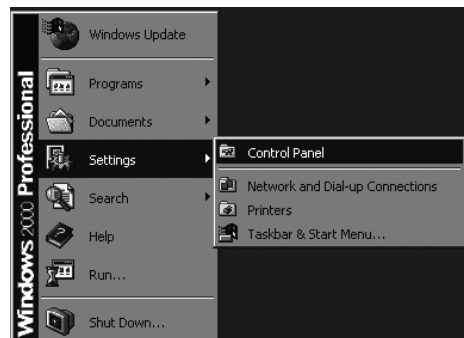 Windows 2000 Professional
Windows Update
Programs
Documents
Settings
Search
Help
Run...
Shut Down...
Control Panel
Network and Dial-up Connections
Printers
Taskbar & Start Menu...